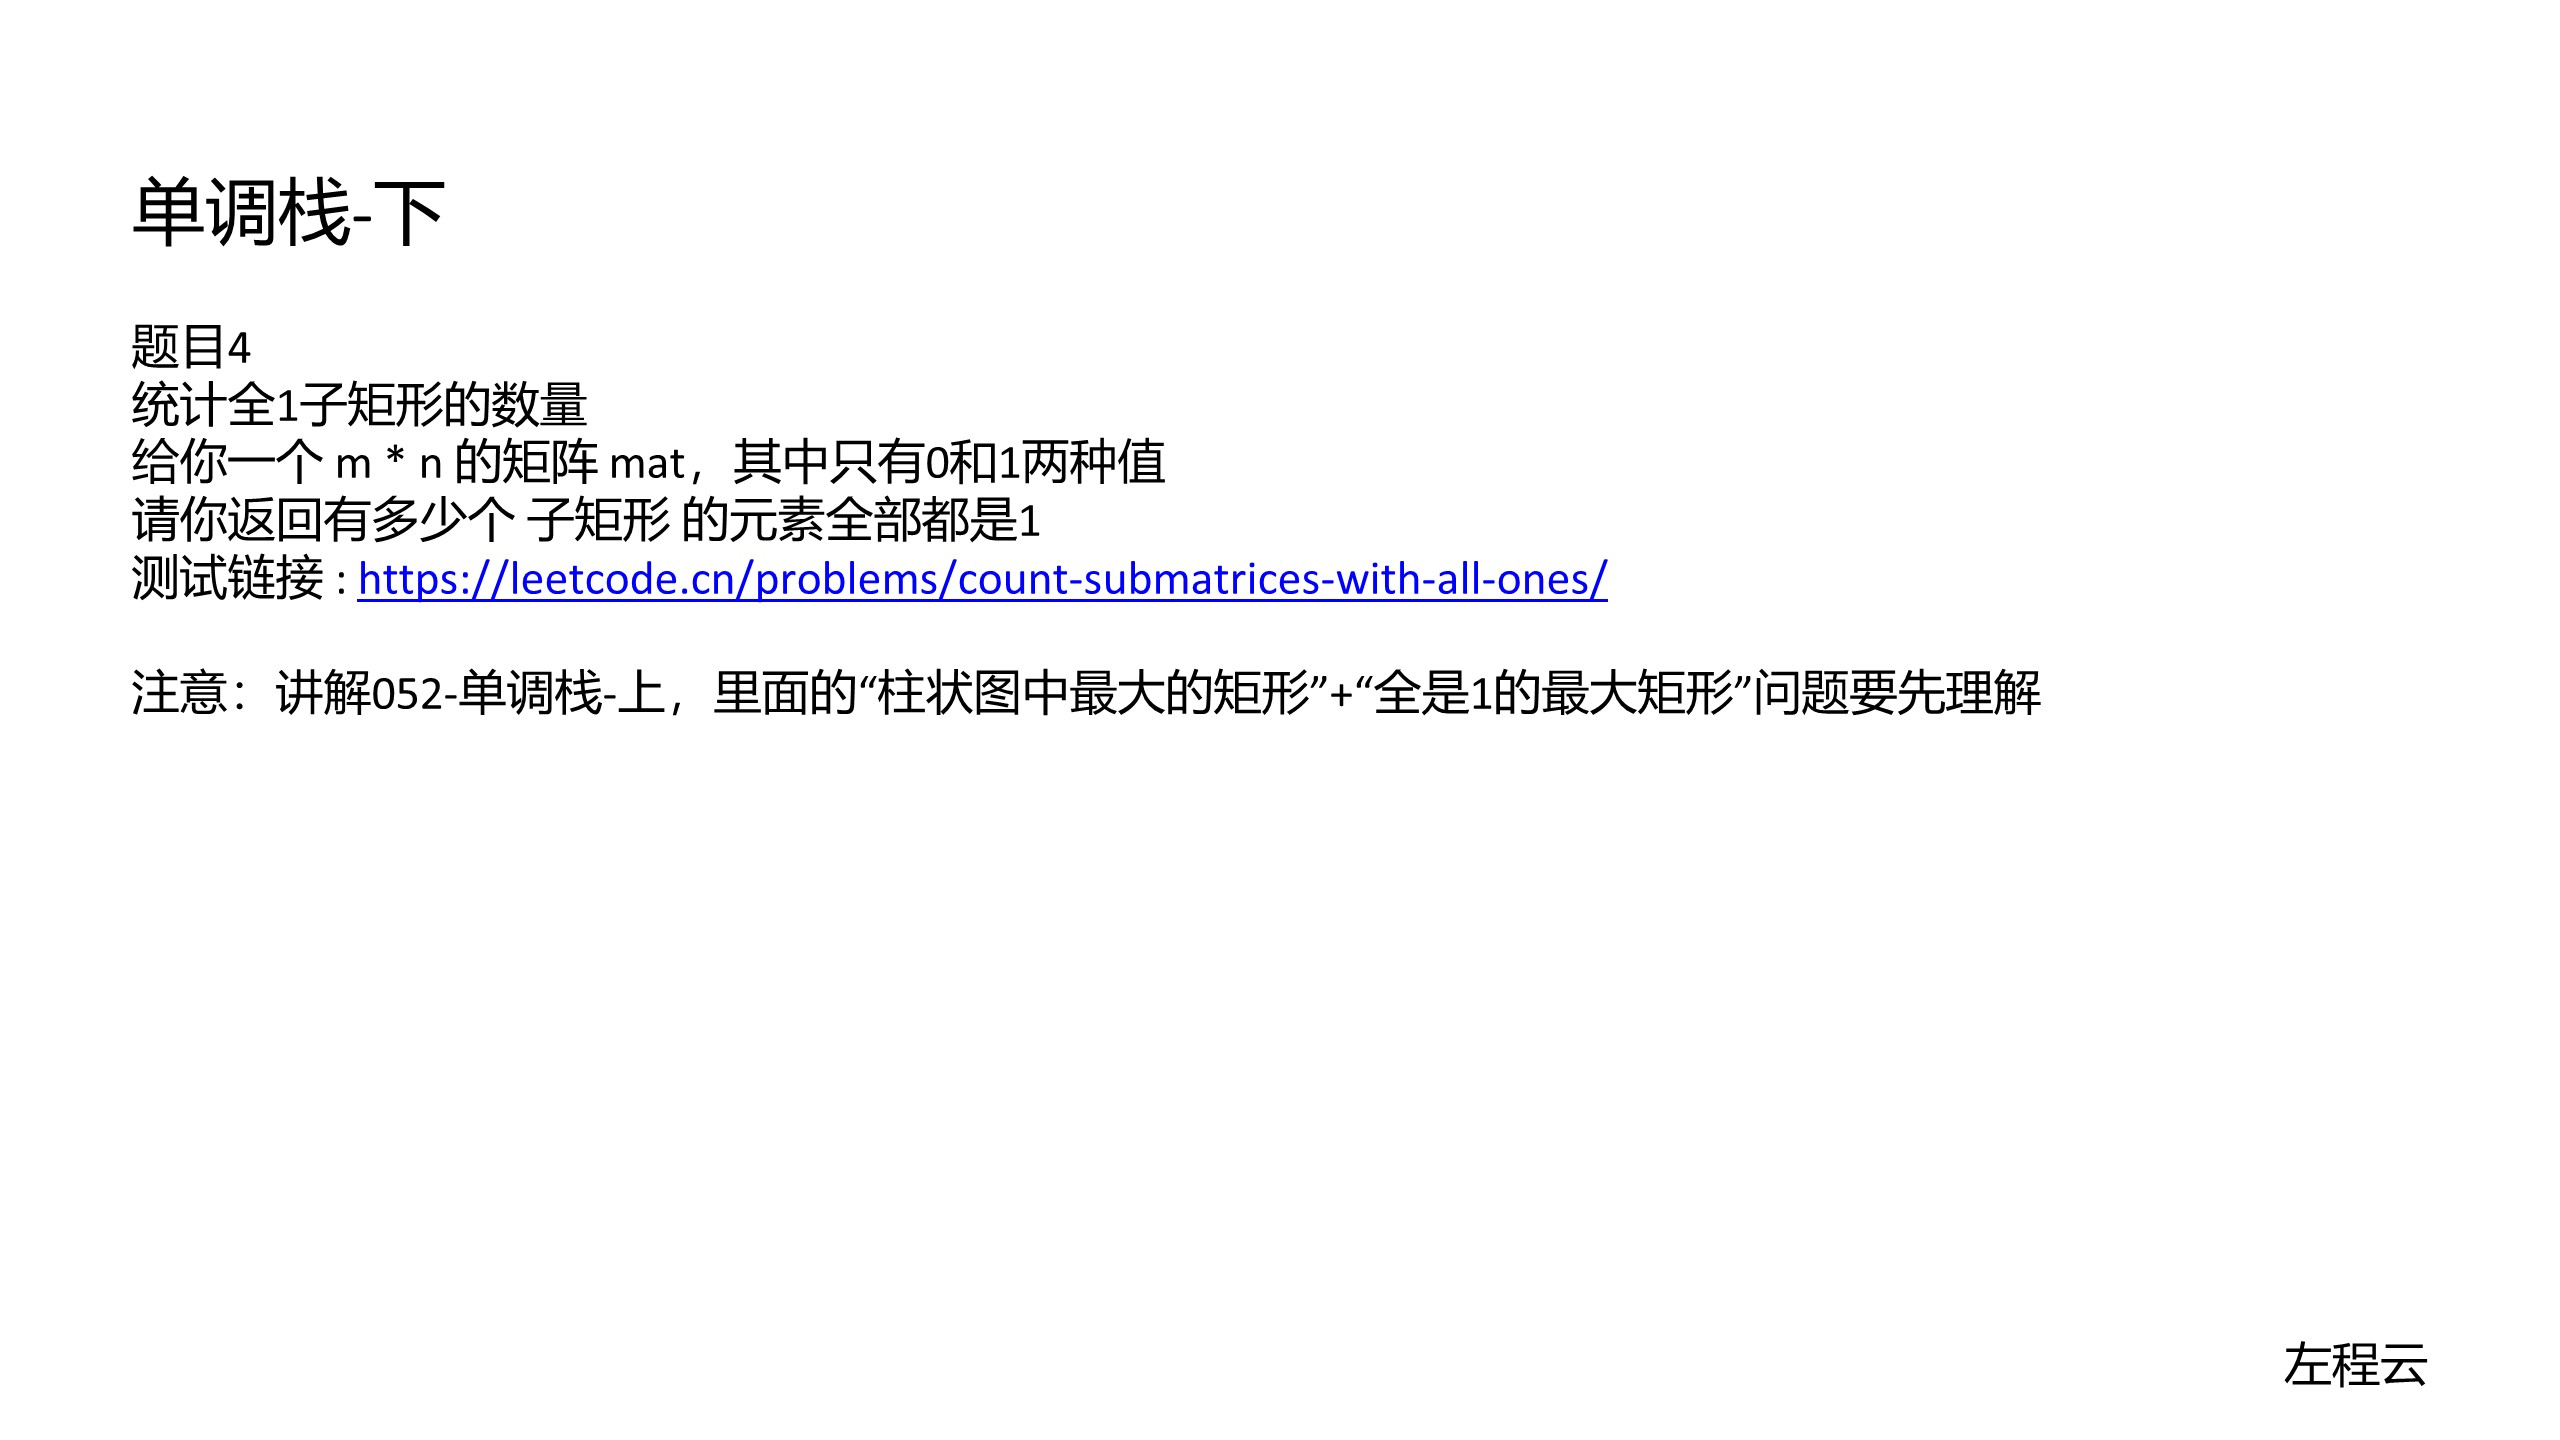 单调栈-下
题目4
统计全1子矩形的数量
给你一个 m * n 的矩阵 mat，其中只有0和1两种值
请你返回有多少个 子矩形 的元素全部都是1
测试链接 : https://leetcode.cn/problems/count-submatrices-with-all-ones/
注意：讲解052-单调栈-上，里面的“柱状图中最大的矩形”+“全是1的最大矩形”问题要先理解
左程云